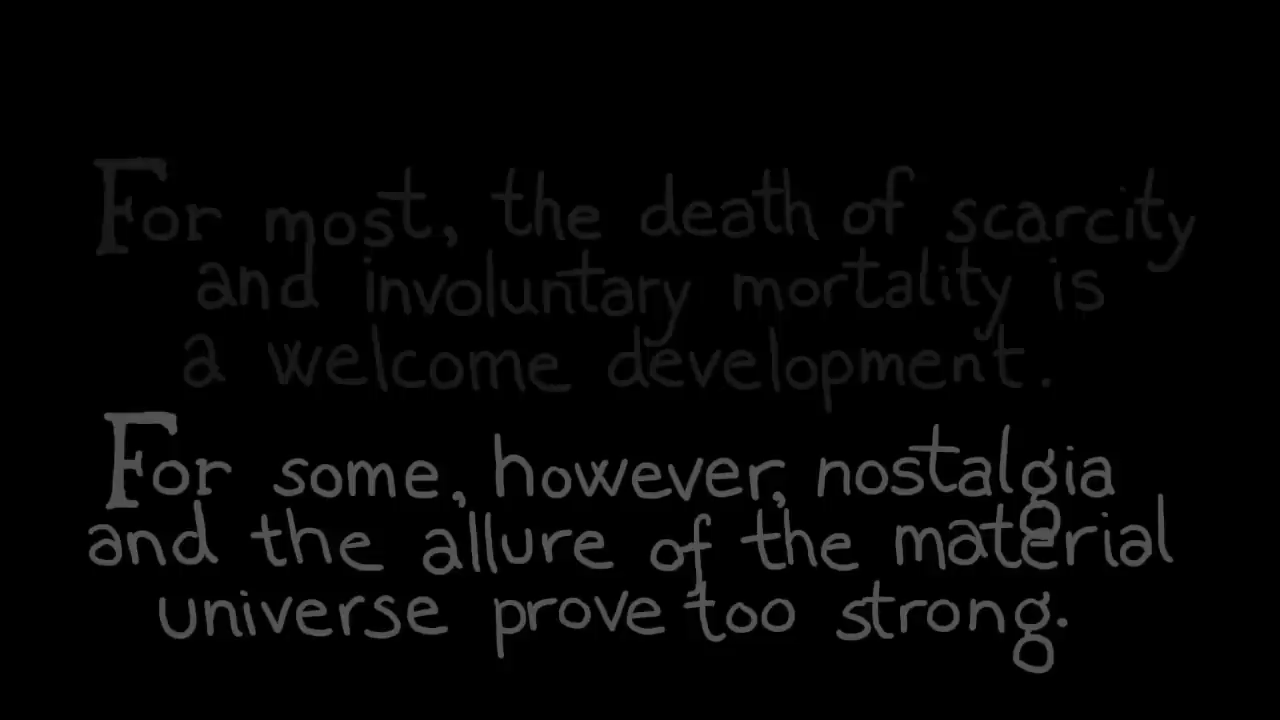 For most, the death of scarcity
and involuntary mortality is
a welcome development.
For some, however, nostalgia
and the allure of the material
universe prove too strong.